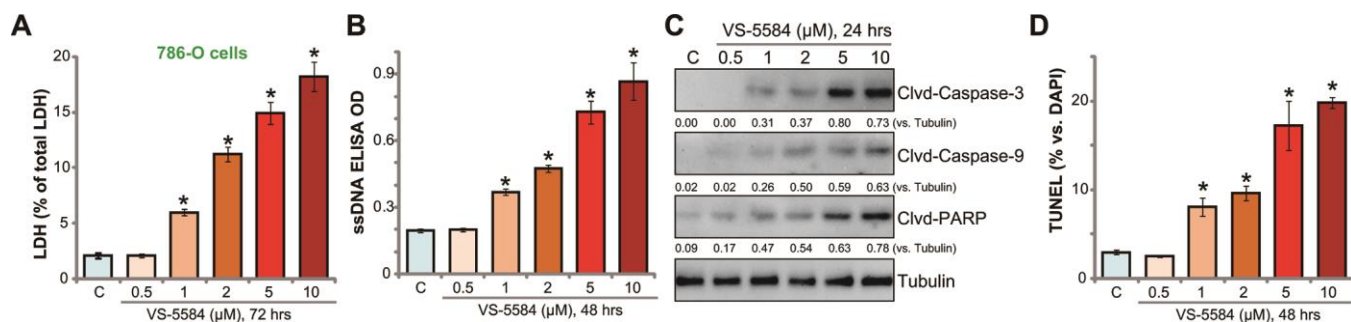 A
786-O cells
LDH (% of total LDH)
20
15
10
5
0
*
*
*
*
C 0.5 1 2 5 10
VS-5584 (μM), 72 hrs
B
ssDNA ELISA OD
0.9
0.6
0.3
0
*
*
*
*
C 0.5 1 2 5 10
VS-5584 (μM), 48 hrs
C
VS-5584 (μM), 24 hrs
C 0.5 1 2 5 10
Clvd-Caspase-3
0.00 0.00 0.31 0.37 0.80 0.73 (vs. Tubulin)
Clvd-Caspase-9
0.02 0.02 0.26 0.50 0.59 0.63 (vs. Tubulin)
Clvd-PARP
0.09 0.17 0.47 0.54 0.63 0.78 (vs. Tubulin)
Tubulin
D
TUNEL (% vs. DAPI)
20
10
0
*
*
*
*
C 0.5 1 2 5 10
VS-5584 (μM), 48 hrs